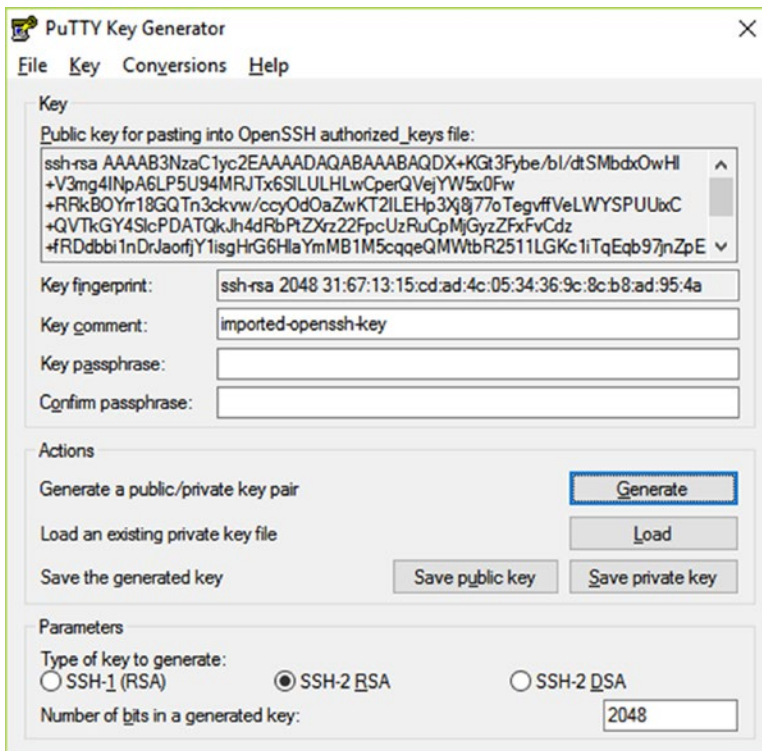 PuTTY Key Generator
File Key Conversions Help
Key
Public key for pasting into OpenSSH authorized_keys file:
ssh-rsa AAAAB3NzaC1yc2EAAAADAQABAAABAQDX+KGt3Fybe/bI/dtSMbdxOwHI
+V3mg4INpA6LP5U94MRJTx6SILULHLwCperQVejYW5x0Fw
+RRkBOYrr18GQTn3ckvw/ccyOdOaZwKT2ILEHp3Xj8j77oTegvffVeLWYSPUUixC
+QVTkGY4SIcPDATQkJh4dRbPtZXrz22FpcUzRuCpMjGyzZFxFvCdz
+fRDdbbi1nDrJaorfjY1isgHrG6HIaYmMB1M5cqqeQMWtbR2511LGKc1iTqEqb97jnZpE
Key fingerprint: ssh-rsa 2048 31:67:13:15:cd:ad:4c:05:34:36:9c:8c:b8:ad:95:4a
Key comment: imported-openssh-key
Key passphrase:
Confirm passphrase:
Actions
Generate a public/private key pair Generate
Load an existing private key file Load
Save the generated key Save public key Save private key
Parameters
Type of key to generate:
SSH-1 (RSA) SSH-2 RSA SSH-2 DSA
Number of bits in a generated key: 2048